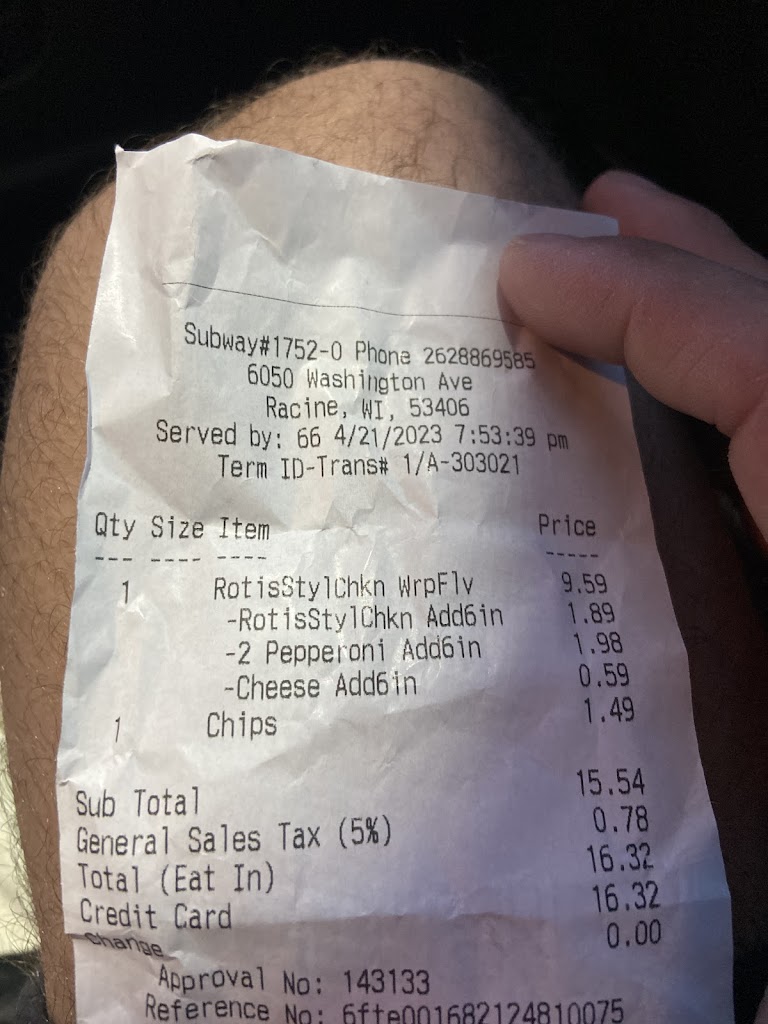 Subway#1752-0 Phone 2628869585
6050 Washington Ave
Racine, WI, 53406
Served by: 66 4/21/2023 7:53:39 pm
Term ID-Trans# 1/A-303021
Qty Size Item Price
--- ---- ---- -----
1 RotisStylChkn WrpFlv 9.59
-RotisStylChkn Add6in 1.89
-2 Pepperoni Add6in 1.98
-Cheese Add6in 0.59
1 Chips 1.49
Sub Total 15.54
General Sales Tax (5%) 0.78
Total (Eat In) 16.32
Credit Card 16.32
Change 0.00
Approval No: 143133
Reference No: 6fte001682124810075